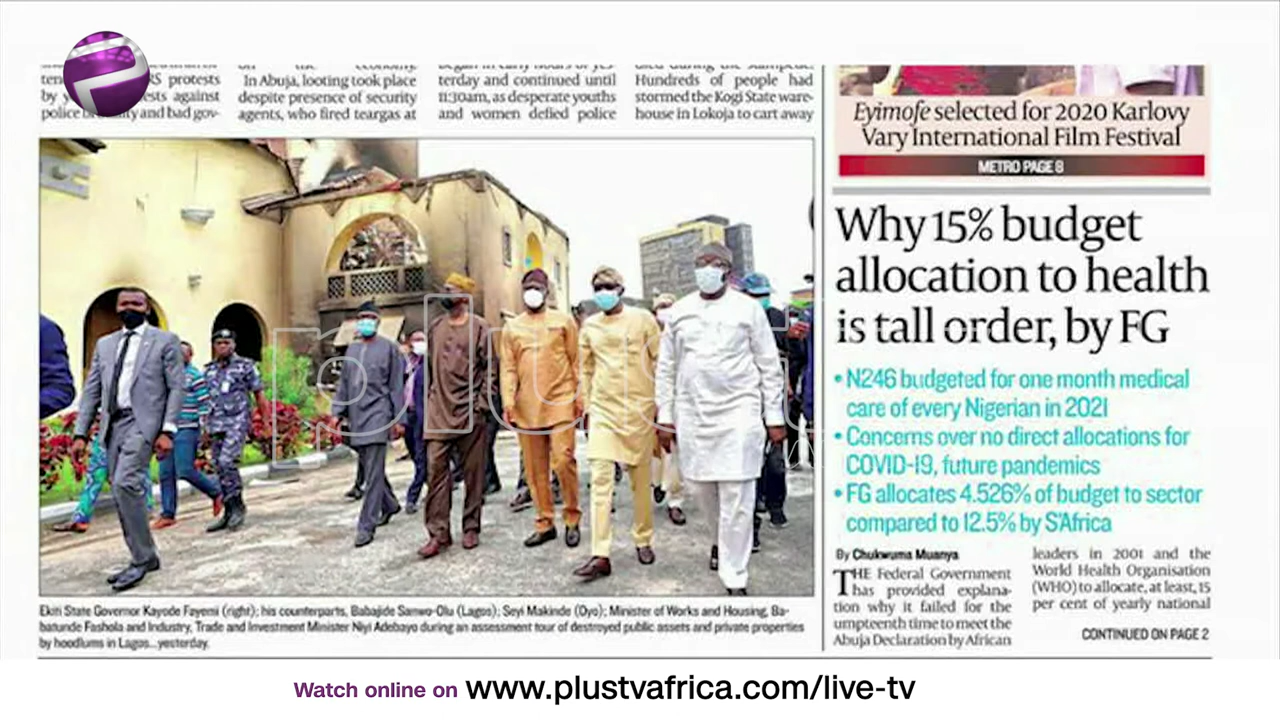 protests
by
against
police
and bad gov-
economy.
In Abuja, looting took place
despite presence of security
agents, who fired teargas at
terday and continued until
11:30am, as desperate youths
and women defied police
Hundreds of people had
stormed the Kogi State ware-
house in Lokoja to cart away
Eyimofe selected for 2020 Karlovy
Vary International Film Festival
METRO PAGE 8
Why 15% budget
allocation to health
is tall order, by FG
• N246 budgeted for one month medical
care of every Nigerian in 2021
• Concerns over no direct allocations for
COVID-19, future pandemics
• FG allocates 4.526% of budget to sector
compared to 12.5% by S'Africa
By Chukwuma Muanya
THE Federal Government
has provided explana-
tion why it failed for the
umpteenth time to meet the
Abuja Declaration by African
leaders in 2001 and the
World Health Organisation
(WHO) to allocate, at least, 15
per cent of yearly national
CONTINUED ON PAGE 2
Ekiti State Governor Kayode Fayemi (right); his counterparts, Babajide Sanwo-Olu (Lagos); Seyi Makinde (Oyo); Minister of Works and Housing, Ba-
batunde Fashola and Industry, Trade and Investment Minister Niyi Adebayo during an assessment tour of destroyed public assets and private properties
by hoodlums in Lagos...yesterday.
plus
Watch online on www.plustvafrica.com/live-tv